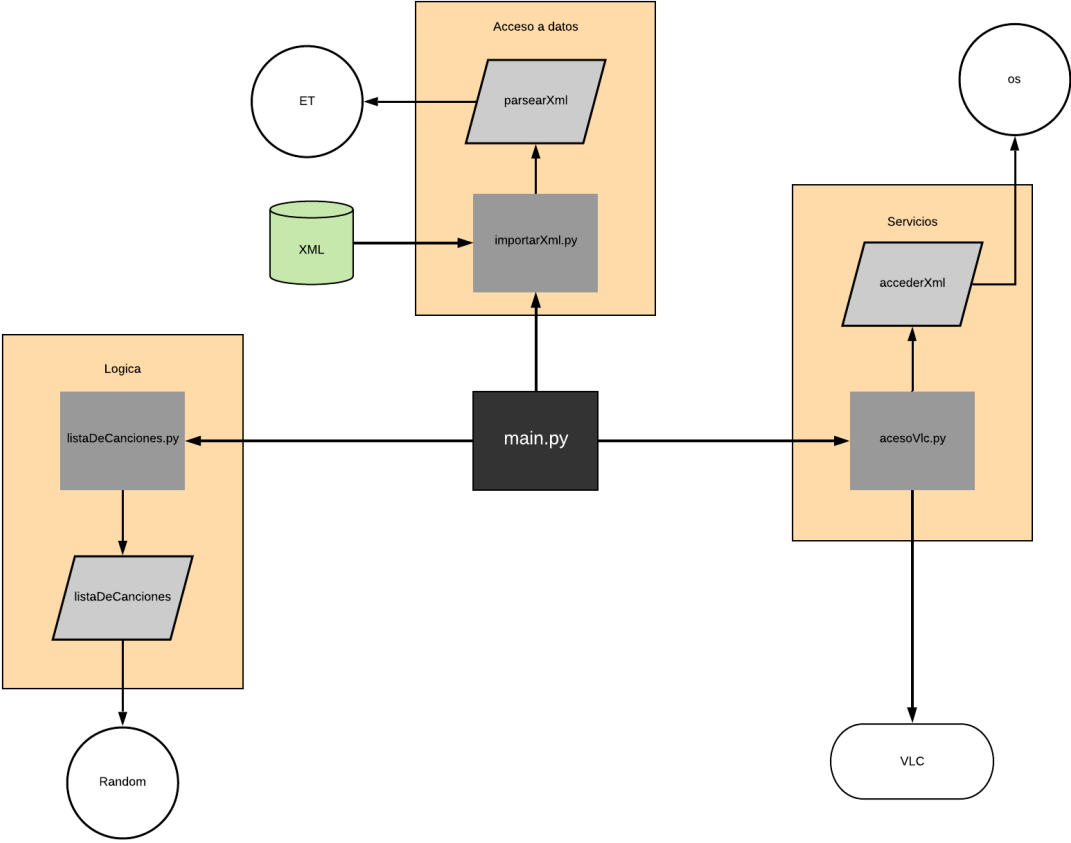 Acceso a datos
ET
parsearXml
os
XML
importarXml.py
Servicios
accederXml
Logica
listaDeCanciones.py
main.py
acesoVlc.py
listaDeCanciones
Random
VLC